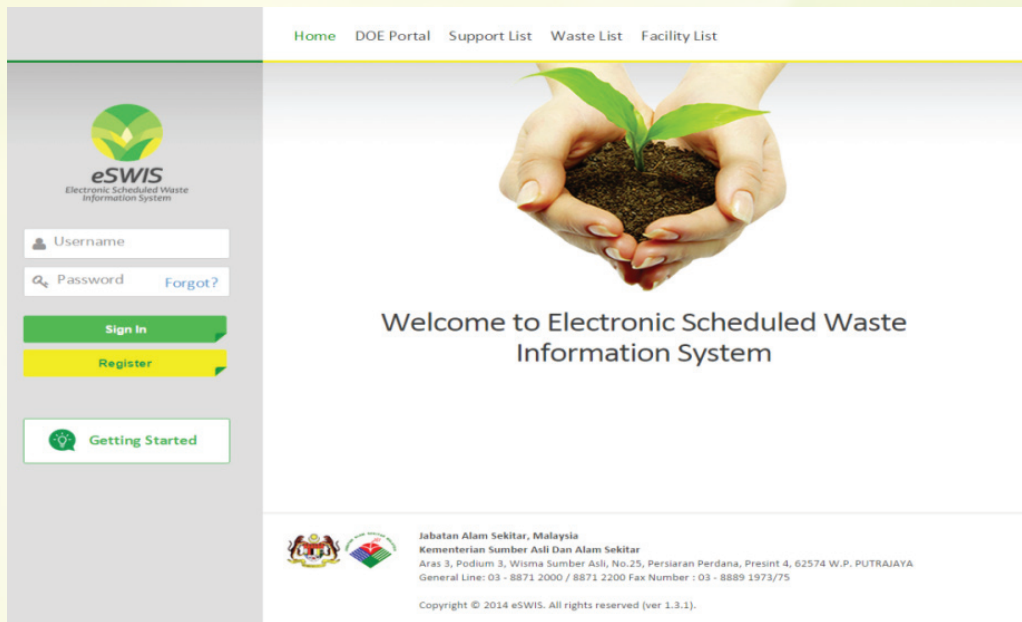 Home DOE Portal Support List Waste List Facility List
eSWIS
Electronic Scheduled Waste
Information System
Username
Password Forgot?
Sign In
Register
Getting Started
Welcome to Electronic Scheduled Waste
Information System
Jabatan Alam Sekitar, Malaysia
Kementerian Sumber Asli Dan Alam Sekitar
Aras 3, Podium 3, Wisma Sumber Asli, No.25, Persiaran Perdana, Presint 4, 62574 W.P. PUTRAJAYA
General Line: 03 - 8871 2000 / 8871 2200 Fax Number : 03 - 8889 1973/75
Copyright © 2014 eSWIS. All rights reserved (ver 1.3.1).